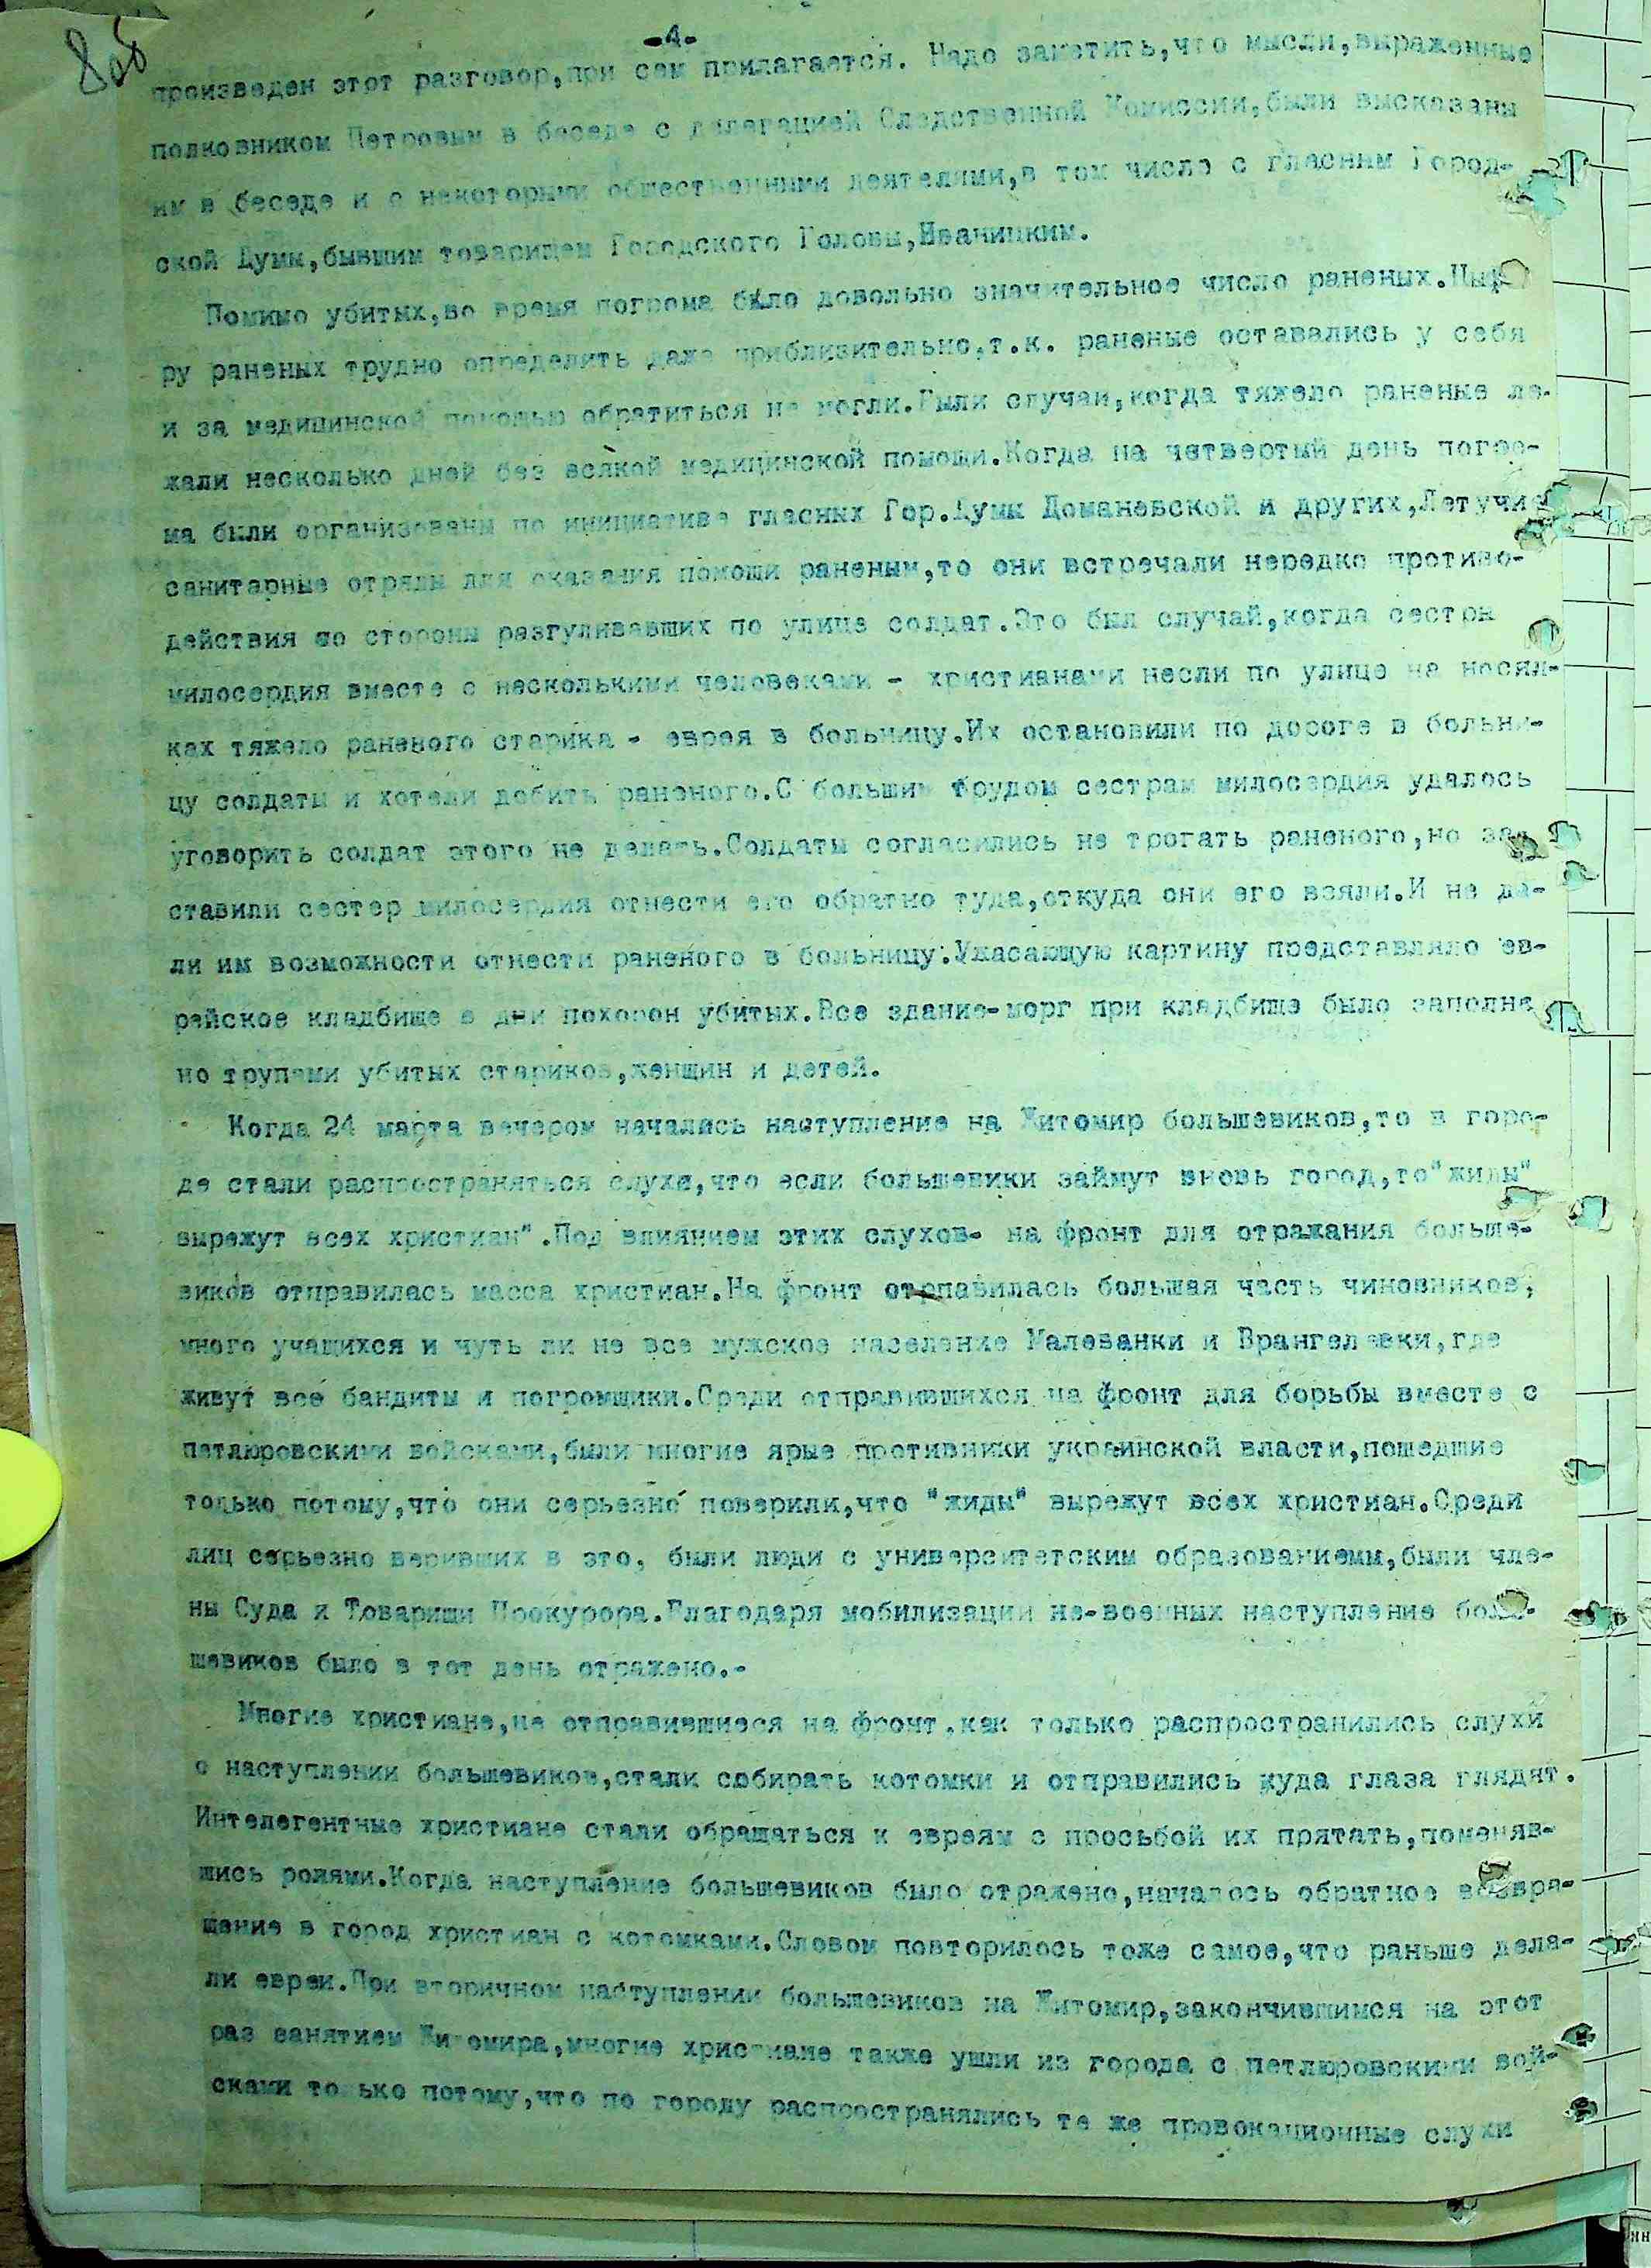 8об
-4-
произведен этот разговор,при сем прилагается. Надо заметить,что мысли,выраженные
полковником Петровым в беседе с делегацией Следственной Комиссии,были высказаны
им в беседе и с некоторыми общественными деятелями,в том числе с гласным Город-
ской Думы,бывшим товарищем Городского Головы,Иваницким.
Помимо убитых,во время погрома было довольно значительное число раненых.Циф-
ру раненых трудно определить даже приблизительно,т.к. раненые оставались у себя
и за медицинской помощью обратиться не могли.Были случаи,когда тяжело раненые ле-
жали несколько дней без всякой медицинской помощи.Когда на четвертый день погро-
ма были организованы по инициативе гласных Гор.Думы Домановской и других,Летучие
санитарные отряды для оказания помощи раненым,то они встречали нередко противо-
действия со стороны разгуливавших по улице солдат.Это был случай,когда сестры
милосердия вместе с несколькими человеками - христианами несли по улице на носил-
ках тяжело раненого старика - еврея в больницу.Их остановили по дороге в больни-
цу солдаты и хотели добить раненого.С большим трудом сестрам милосердия удалось
уговорить солдат этого не делать.Солдаты согласились не трогать раненого,но за-
ставили сестер милосердия отнести его обратно туда,откуда они его взяли.И не да-
ли им возможности отнести раненого в больницу.Ужасающую картину представляло ев-
рейское кладбище в дни похорон убитых.Все здание-морг при кладбище было заполне
но трупами убитых стариков,женщин и детей.
Когда 24 марта вечером началась наступление на Житомир большевиков,то в горо-
де стали распространяться слухи,что если большевики займут вновь город,то"жиды"
вырежут всех христиан".Под влиянием этих слухов- на фронт для отражания больше-
виков отправилась масса христиан.На фронт отрпавилась большая часть чиновников,
много учащихся и чуть ли не все мужское население Малеванки и Врангелевки,где
живут все бандиты и погромщики.Среди отправившихся на фронт для борьбы вместе с
петлюровскими войсками,были многие ярые противники украинской власти,пошедшие
только потому,что они серьезно поверили,что "жиды" вырежут всех христиан.Среди
лиц серьезно веривших в это, были люди с университетским образованиемы,были чле-
ны Суда и Товарищи Прокурора.Благодаря мобилизации не-военных наступление боль-
шевиков было в тот день отражено.-
Многие христиане,не отправившиеся на фронт,как только распространились слухи
о наступлении большевиков,стали собирать котомки и отправились куда глаза глядят.
Интелегентные христиане стали обращаться к евреям с просьбой их прятать,поменяв-
шись ролями.Когда наступление большевиков было отражено,началось обратное возвра-
щение в город христиан с котомками.Словом повторилось тоже самое,что раньше дела-
ли евреи.При вторичном наступлении большевиков на Житомир,закончившимся на этот
раз занятием Житомира,многие христиане также ушли из города с петлюровскими вой-
сками только потому,что по городу распространялись те же провокационные слухи